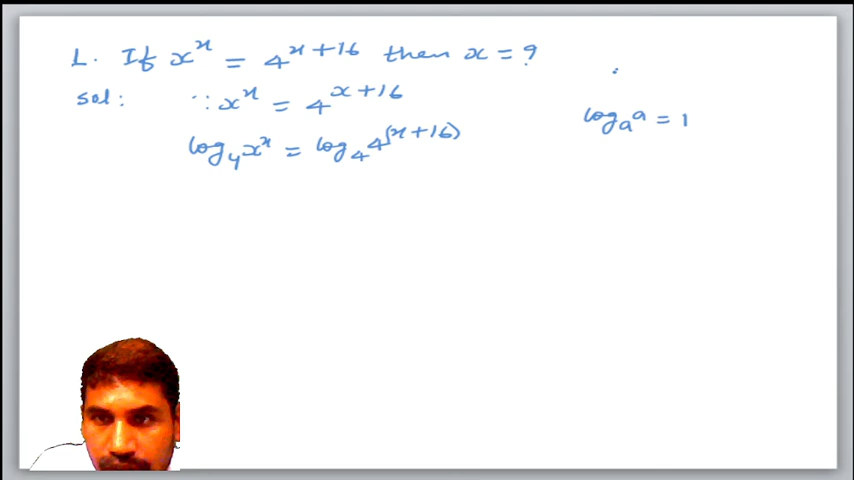 1. If x^x = 4^x+16 then x = ?
sol: ∵ x^x = 4^x+16
log_4 x^x = log_4 4^(x+16)
log_a a = 1